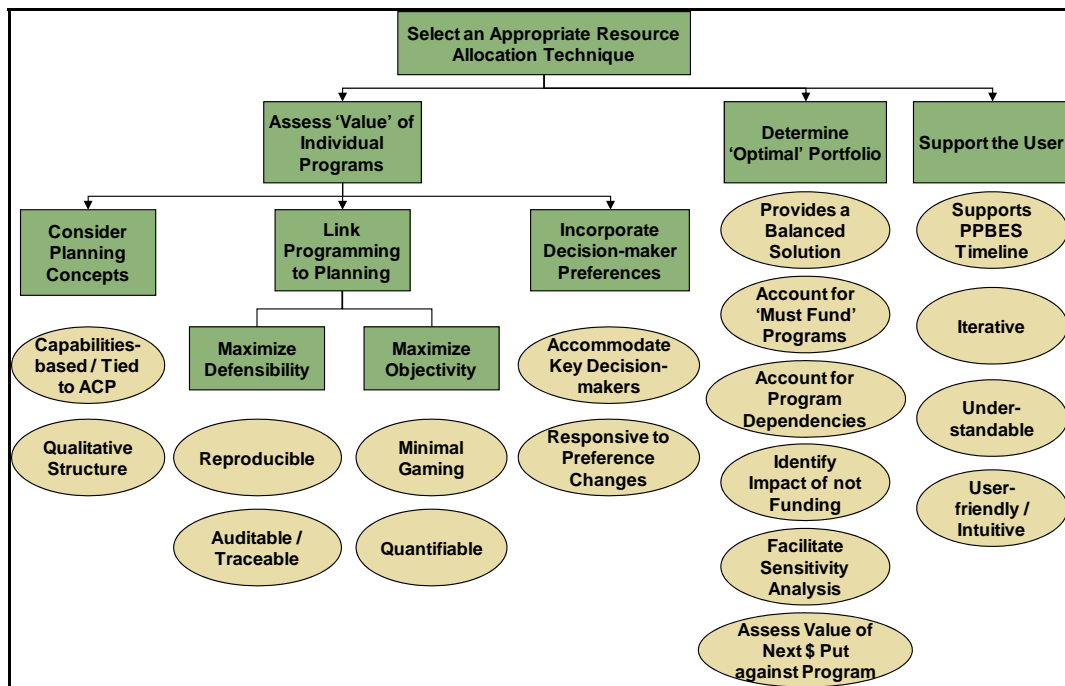 Select an Appropriate Resource
Allocation Technique
Assess ‘Value’ of
Individual
Programs
Determine
‘Optimal’ Portfolio
Support the User
Consider
Planning
Concepts
Link
Programming
to Planning
Incorporate
Decision-maker
Preferences
Maximize
Defensibility
Maximize
Objectivity
Capabilities-
based / Tied
to ACP
Qualitative
Structure
Reproducible
Auditable /
Traceable
Minimal
Gaming
Quantifiable
Accommodate
Key Decision-
makers
Responsive to
Preference
Changes
Provides a
Balanced
Solution
Account for
‘Must Fund’
Programs
Account for
Program
Dependencies
Identify
Impact of not
Funding
Facilitate
Sensitivity
Analysis
Assess Value of
Next $ Put
against Program
Supports
PPBES
Timeline
Iterative
Under-
standable
User-
friendly /
Intuitive